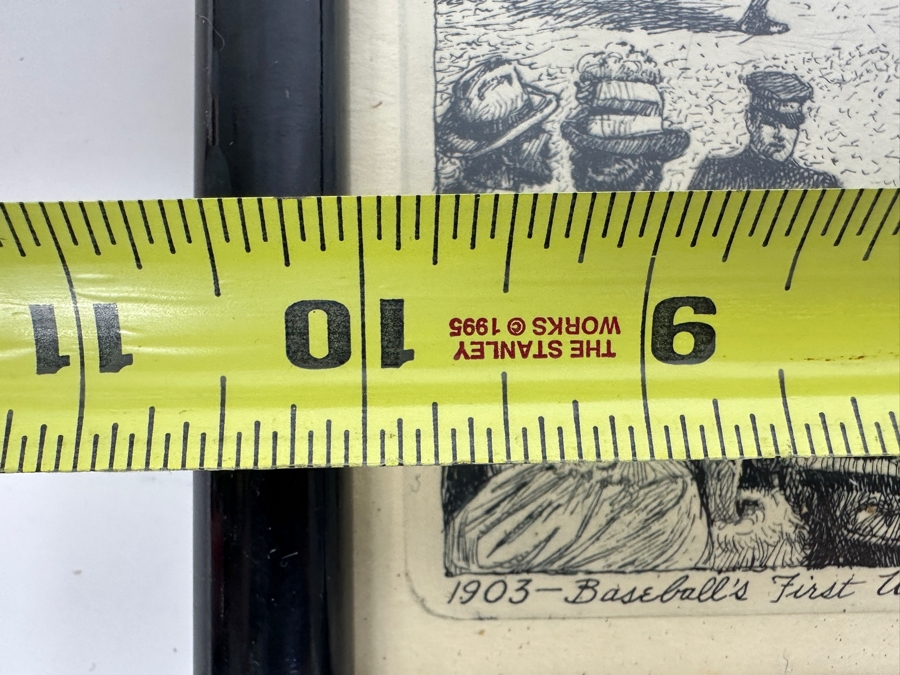 11 10 9
THE STANLEY
WORKS © 1995
1903—Baseball's First